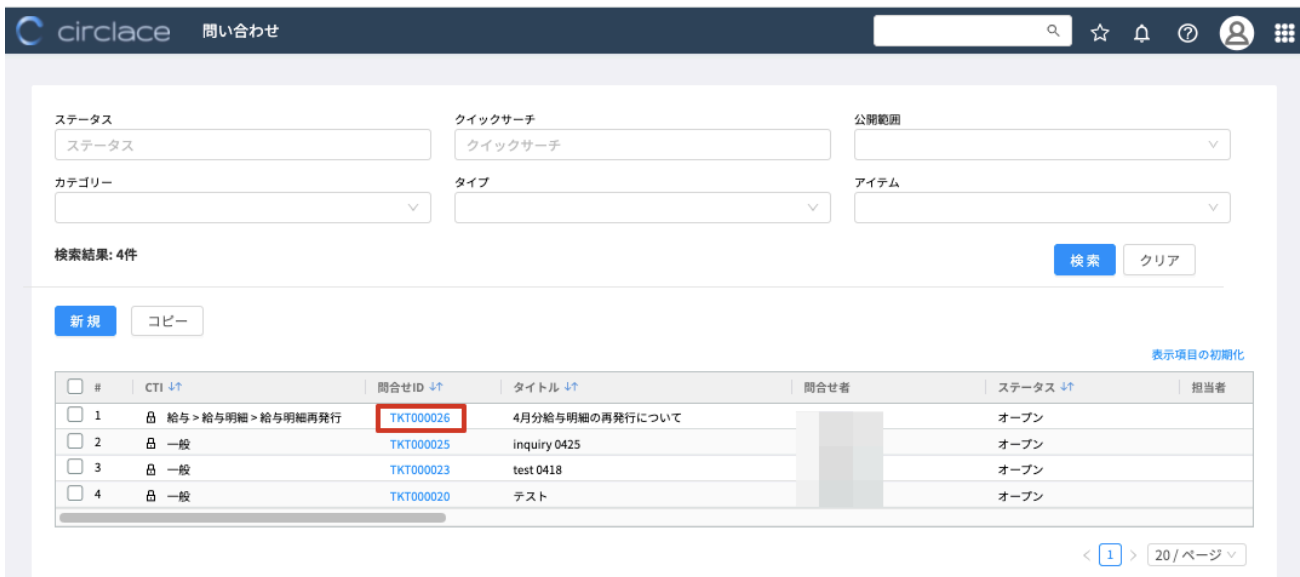 circlace 問い合わせ
ステータス クイックサーチ 公開範囲
ステータス クイックサーチ
カテゴリー タイプ アイテム
検索結果: 4件 検索 クリア
新規 コピー
表示項目の初期化
# CTI 問合せID タイトル 問合せ者 ステータス 担当者
1 給与 > 給与明細 > 給与明細再発行 TKT000026 4月分給与明細の再発行について オープン
2 一般 TKT000025 inquiry 0425 オープン
3 一般 TKT000023 test 0418 オープン
4 一般 TKT000020 テスト オープン
< 1 > 20 / ページ